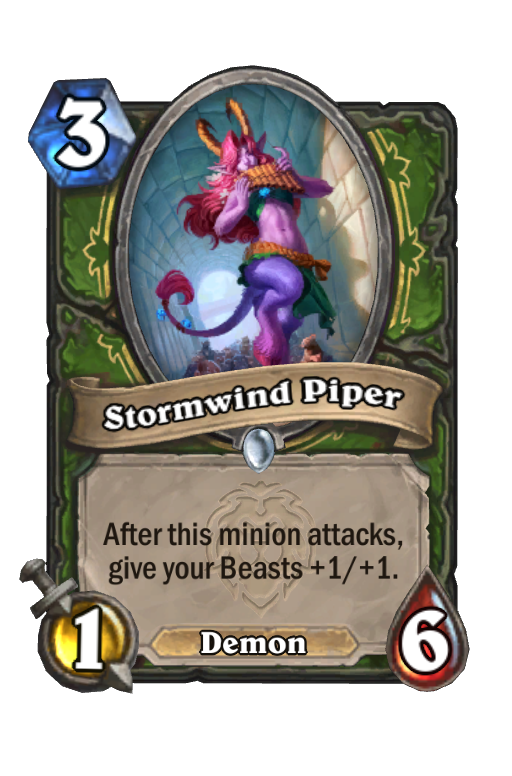 3
Stormwind Piper
After this minion attacks,
give your Beasts +1/+1.
1
Demon
6